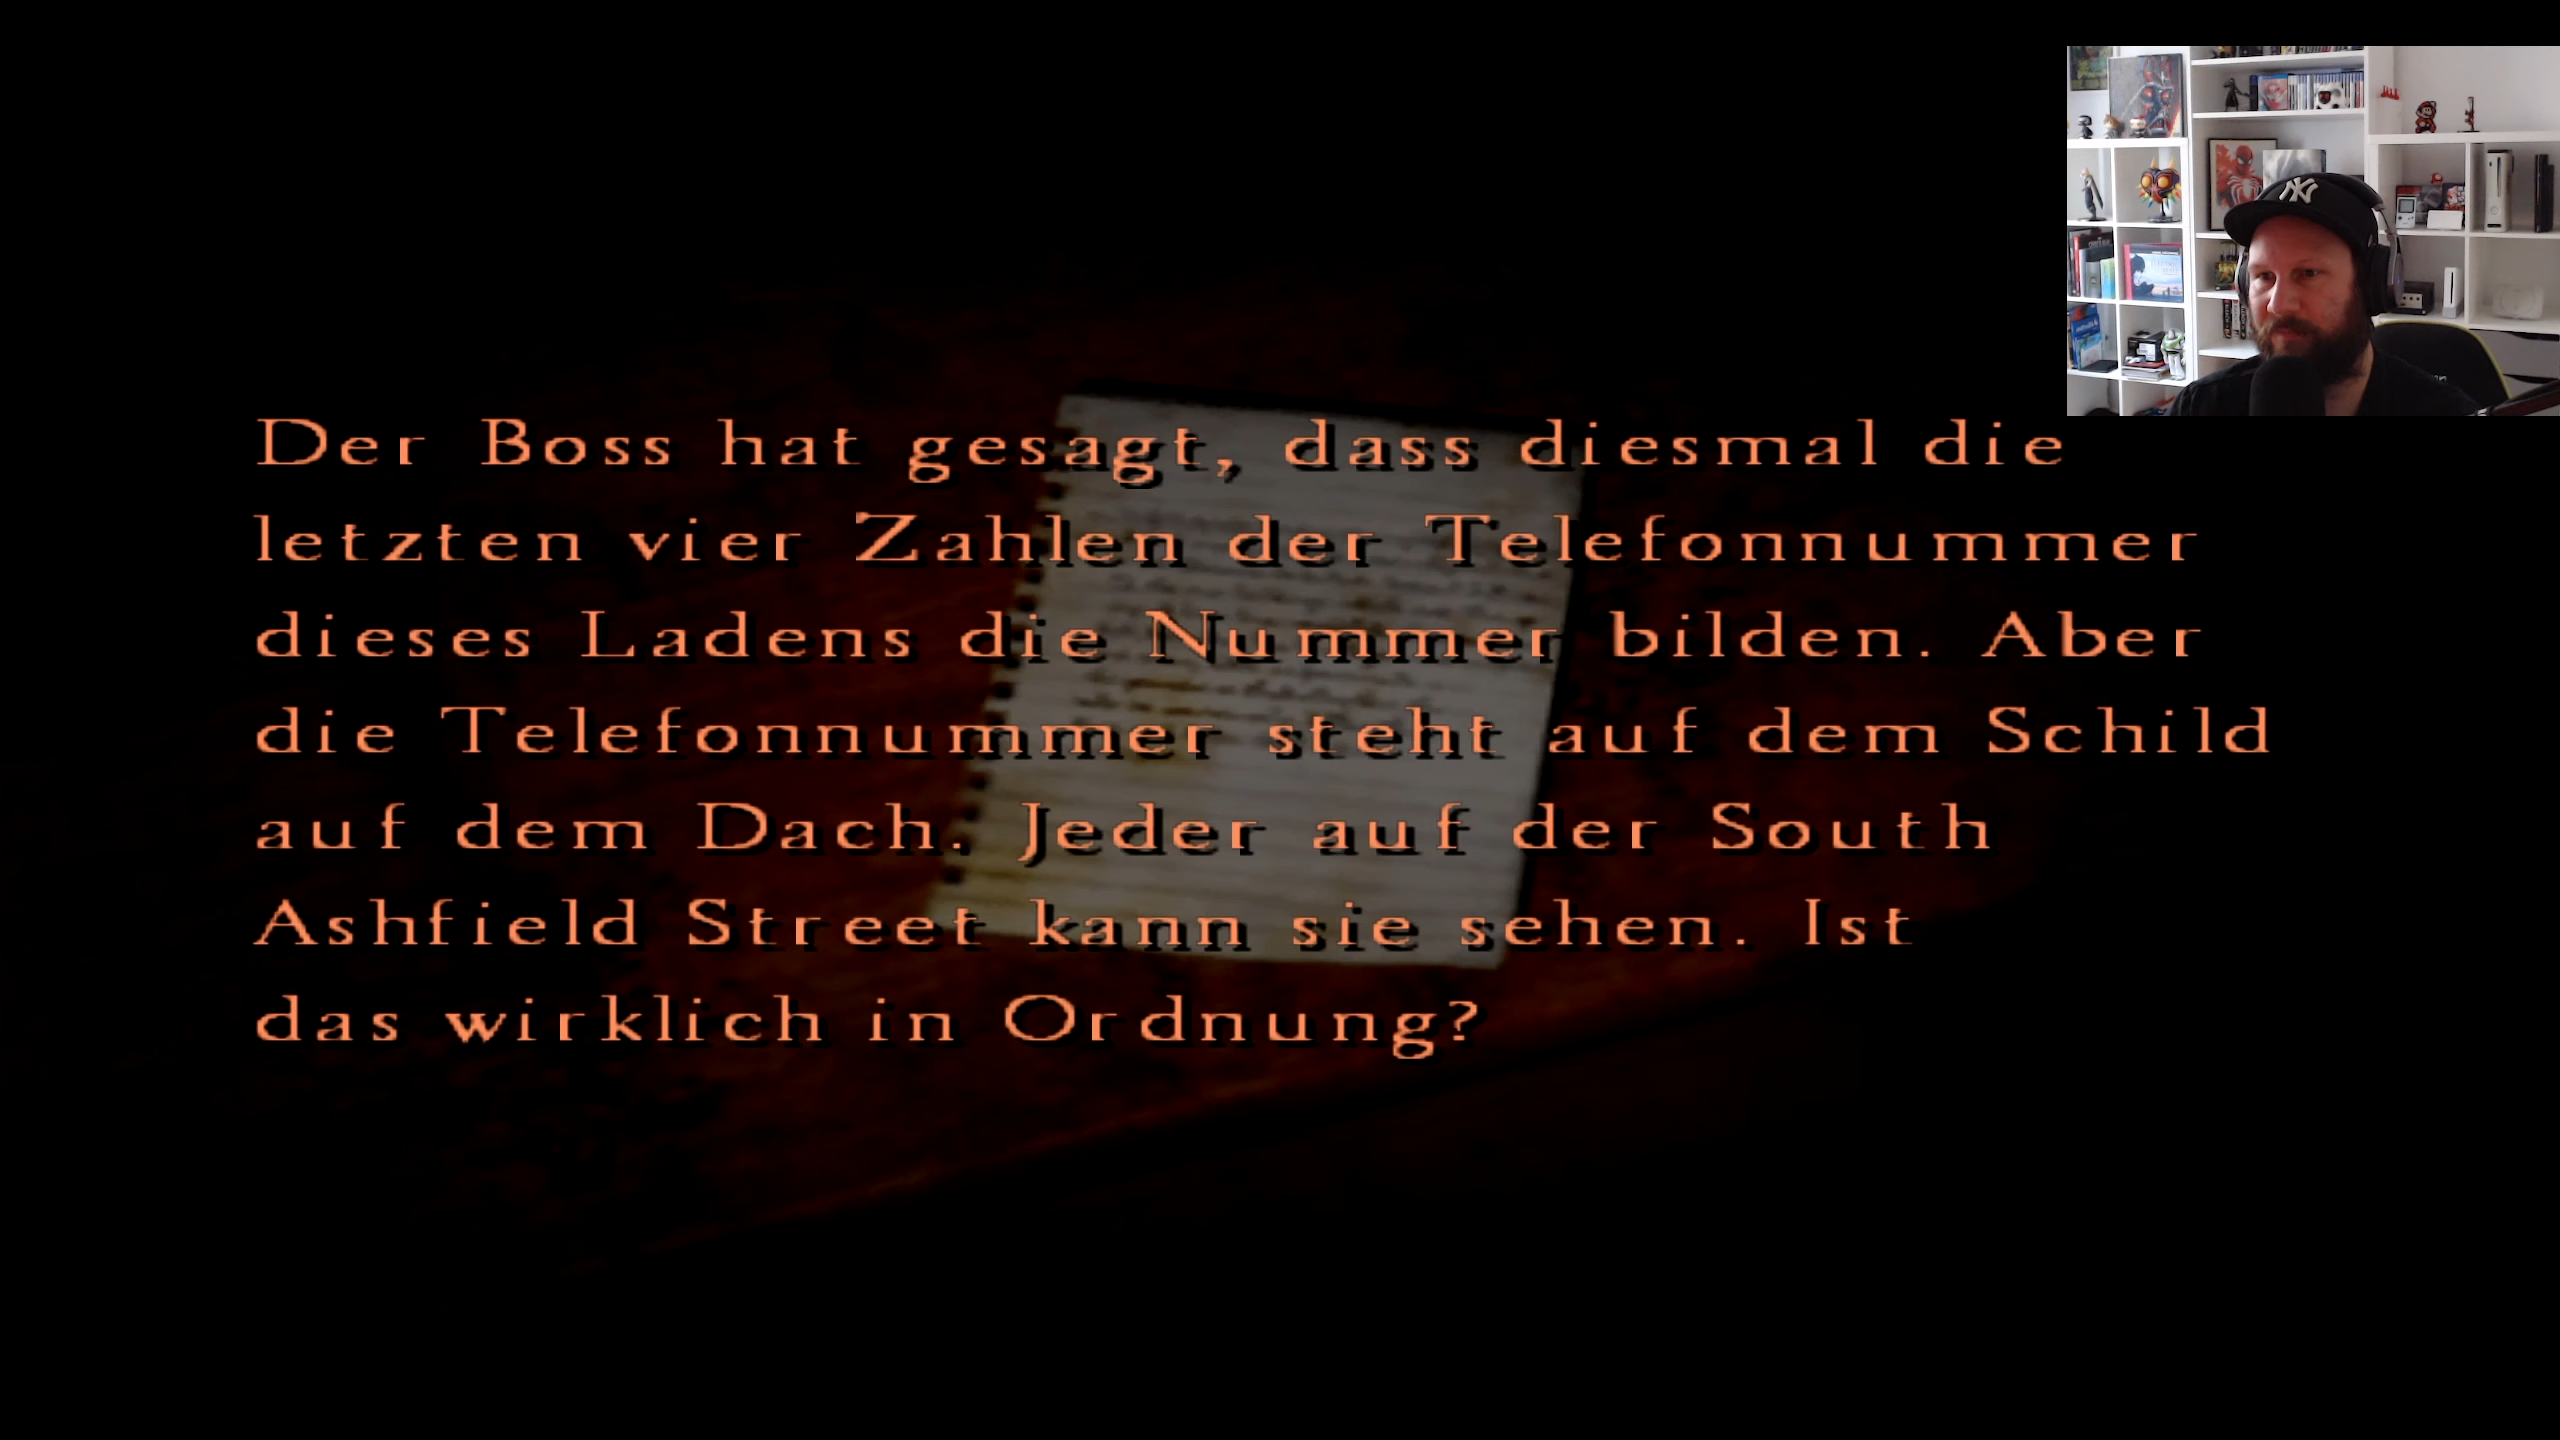 Der Boss hat gesagt, dass diesmal die
letzten vier Zahlen der Telefonnummer
dieses Ladens die Nummer bilden. Aber
die Telefonnummer steht auf dem Schild
auf dem Dach. Jeder auf der South
Ashfield Street kann sie sehen. Ist
das wirklich in Ordnung?